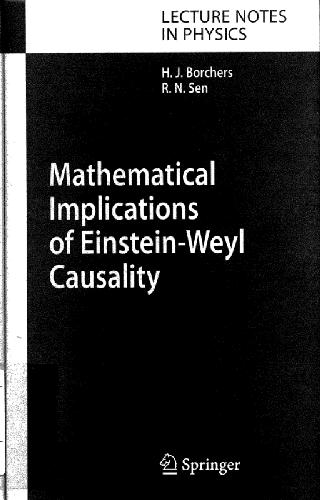 LECTURE NOTES
IN PHYSICS
H. J. Borchers
R. N. Sen
Mathematical
Implications
of Einstein-Weyl
Causality
Springer